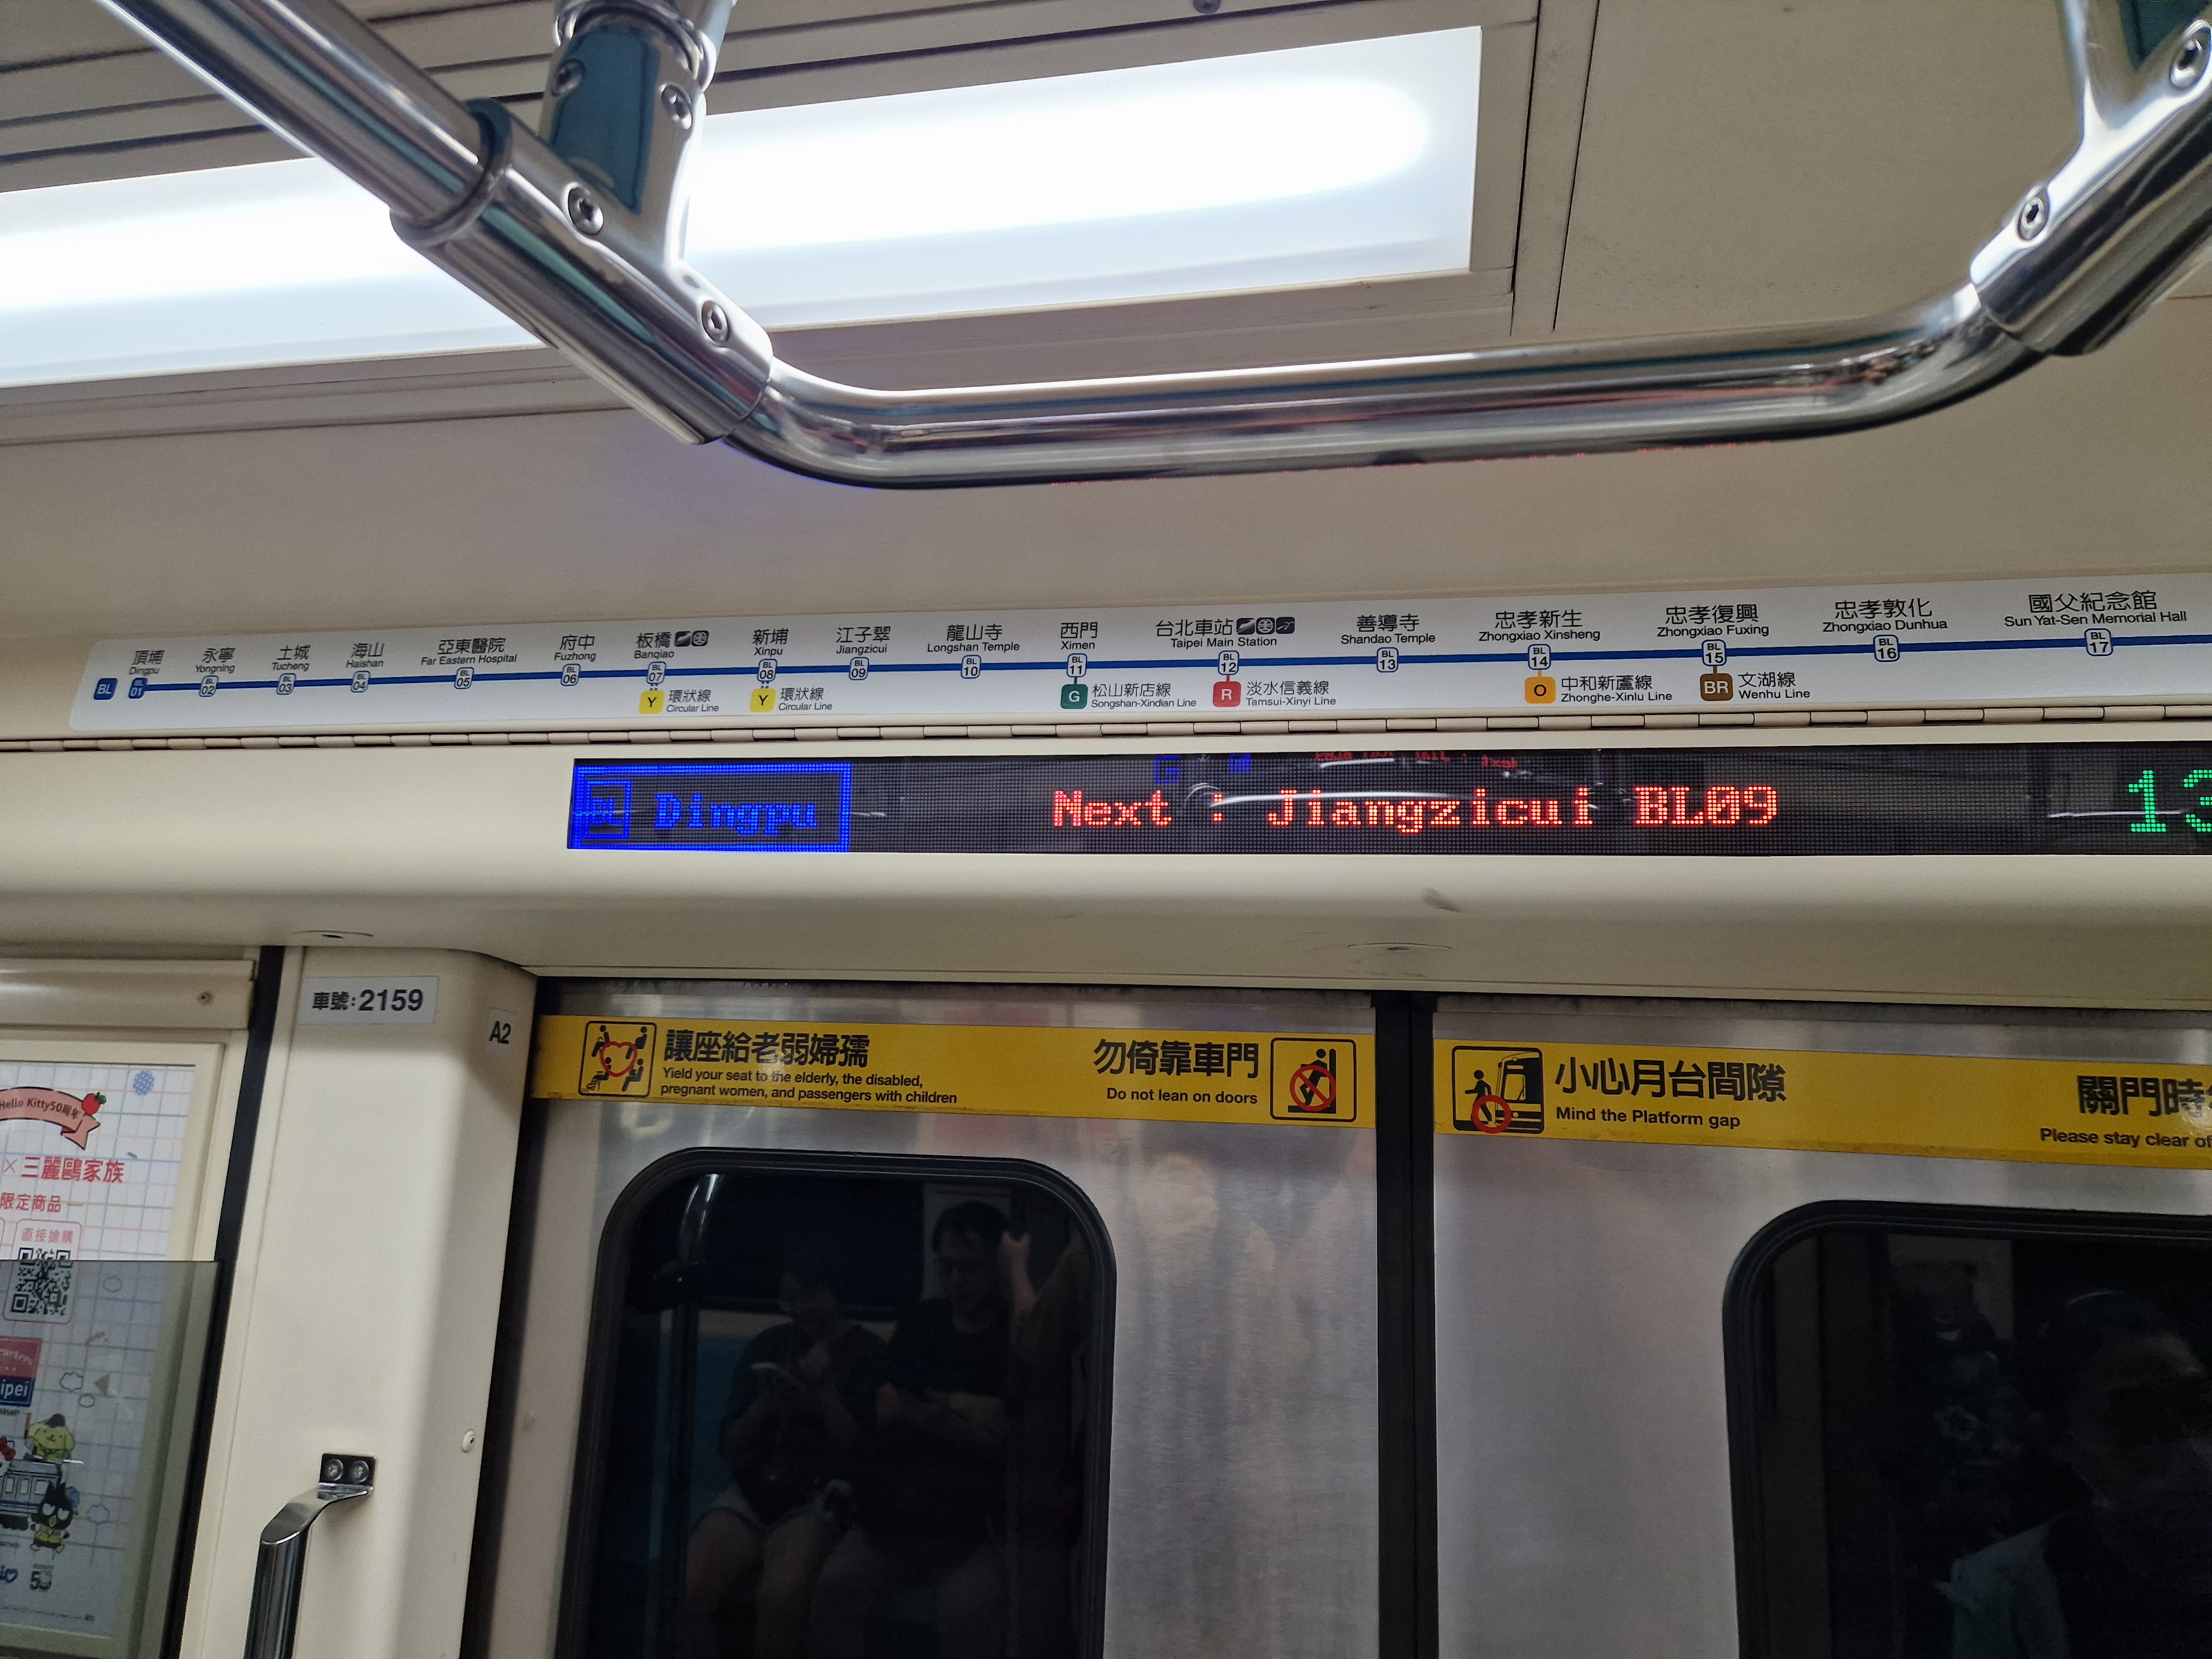 頂埔
Dingpu
永寧
Yongning
土城
Tucheng
海山
Haishan
亞東醫院
Far Eastern Hospital
府中
Fuzhong
板橋
Banqiao
新埔
Xinpu
江子翠
Jiangzicui
龍山寺
Longshan Temple
西門
Ximen
台北車站
Taipei Main Station
善導寺
Shandao Temple
忠孝新生
Zhongxiao Xinsheng
忠孝復興
Zhongxiao Fuxing
忠孝敦化
Zhongxiao Dunhua
國父紀念館
Sun Yat-Sen Memorial Hall
BL
BL 01
BL 02
BL 03
BL 04
BL 05
BL 06
BL 07
BL 08
BL 09
BL 10
BL 11
BL 12
BL 13
BL 14
BL 15
BL 16
BL 17
Y 環狀線
Circular Line
Y 環狀線
Circular Line
G 松山新店線
Songshan-Xindian Line
R 淡水信義線
Tamsui-Xinyi Line
O 中和新蘆線
Zhonghe-Xinlu Line
BR 文湖線
Wenhu Line
BL Dingpu
Next : Jiangzicui BL09
車號:2159
A2
讓座給老弱婦孺
Yield your seat to the elderly, the disabled,
pregnant women, and passengers with children
勿倚靠車門
Do not lean on doors
小心月台間隙
Mind the Platform gap
關門時
Please stay clear of
Hello Kitty50周年
×三麗鷗家族
限定商品
直接搶購